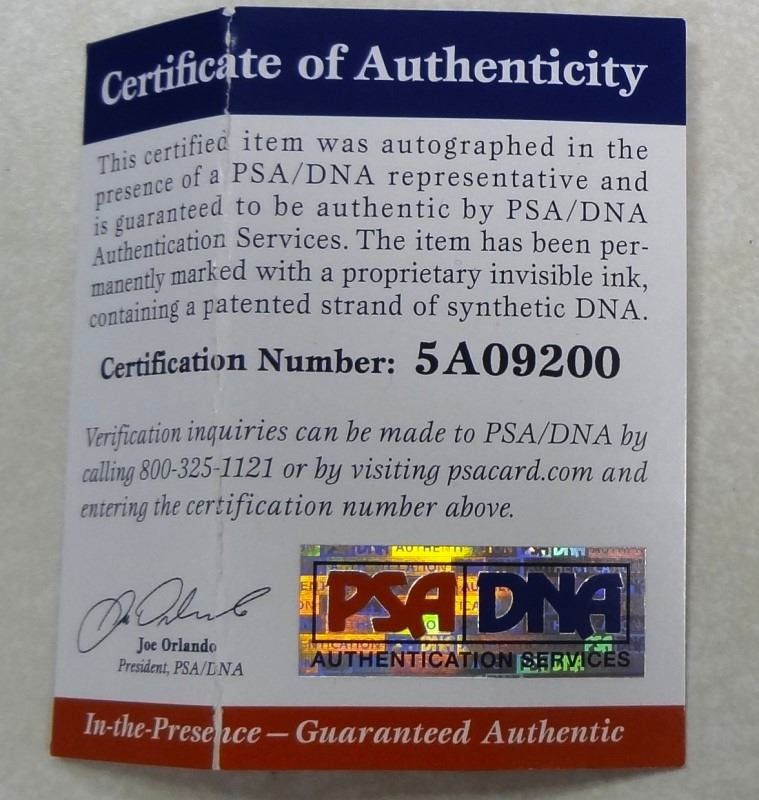 Certificate of Authenticity
This certified item was autographed in the
presence of a PSA/DNA representative and
is guaranteed to be authentic by PSA/DNA
Authentication Services. The item has been per-
manently marked with a proprietary invisible ink,
containing a patented strand of synthetic DNA.
Certification Number: 5A09200
Verification inquiries can be made to PSA/DNA by
calling 800-325-1121 or by visiting psacard.com and
entering the certification number above.
Joe Orlando
President, PSA/DNA
PSA DNA
AUTHENTICATION SERVICES
In-the-Presence — Guaranteed Authentic